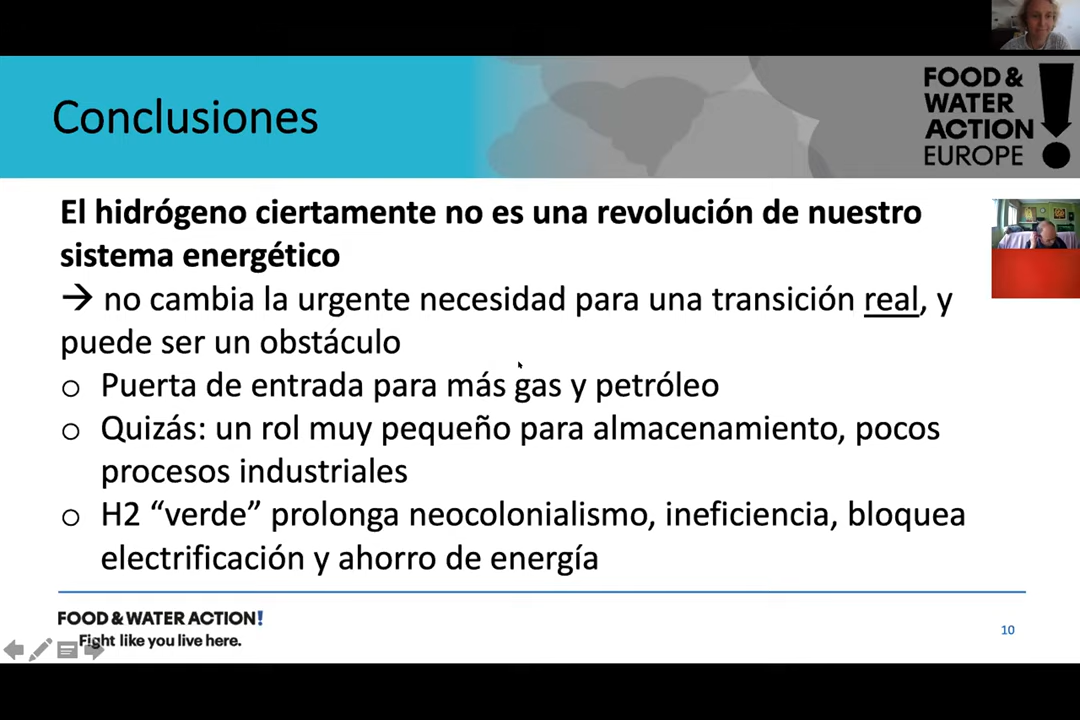 Conclusiones
FOOD &
WATER
ACTION
EUROPE
El hidrógeno ciertamente no es una revolución de nuestro
sistema energético
→ no cambia la urgente necesidad para una transición real, y
puede ser un obstáculo
o Puerta de entrada para más gas y petróleo
o Quizás: un rol muy pequeño para almacenamiento, pocos
procesos industriales
o H2 “verde” prolonga neocolonialismo, ineficiencia, bloquea
electrificación y ahorro de energía
FOOD & WATER ACTION!
Fight like you live here.
10